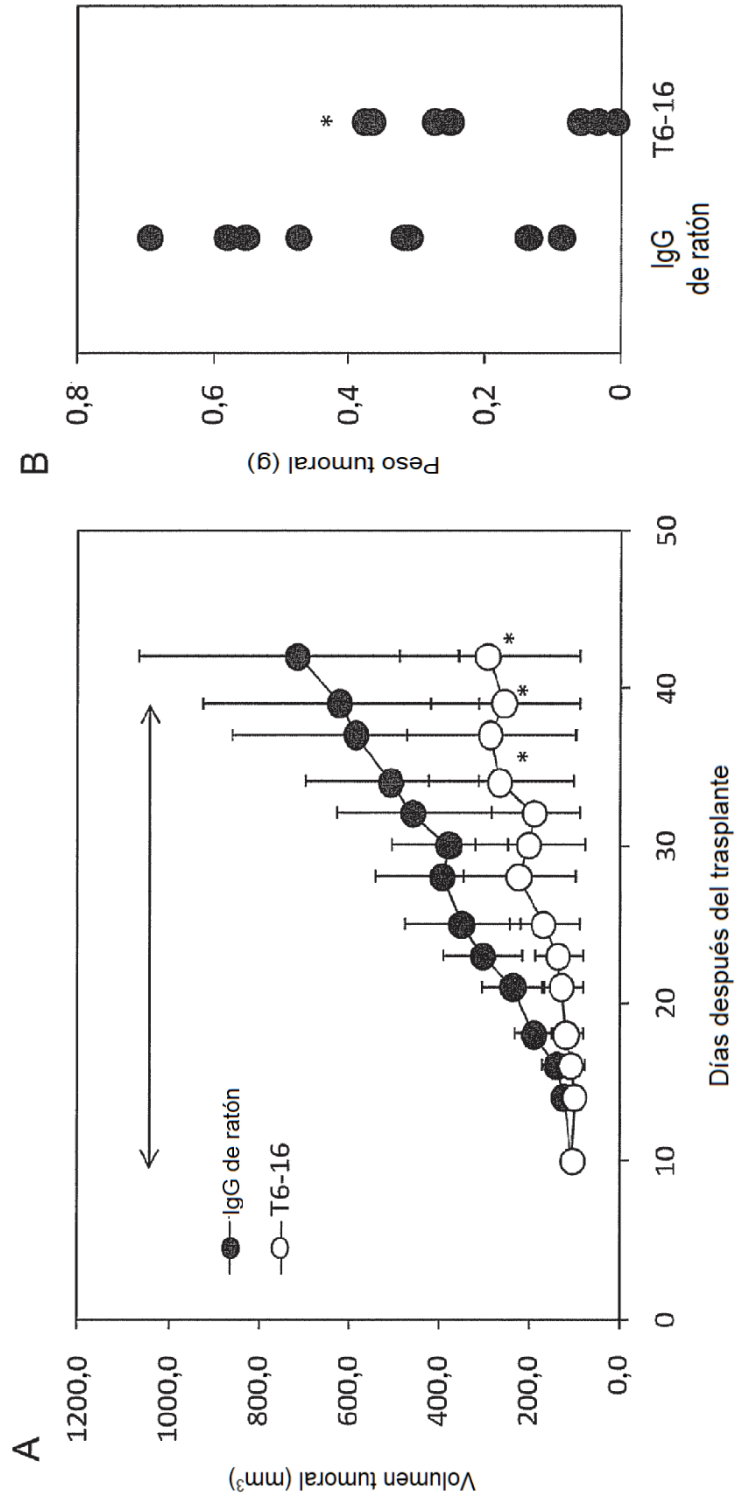 A
Volumen tumoral (mm³)
1200,0
1000,0
800,0
600,0
400,0
200,0
0,0
IgG de ratón
T6-16
*
*
*
0
10
20
30
40
50
Días después del trasplante
B
Peso tumoral (g)
0,8
0,6
0,4
0,2
0
*
IgG
de ratón
T6-16